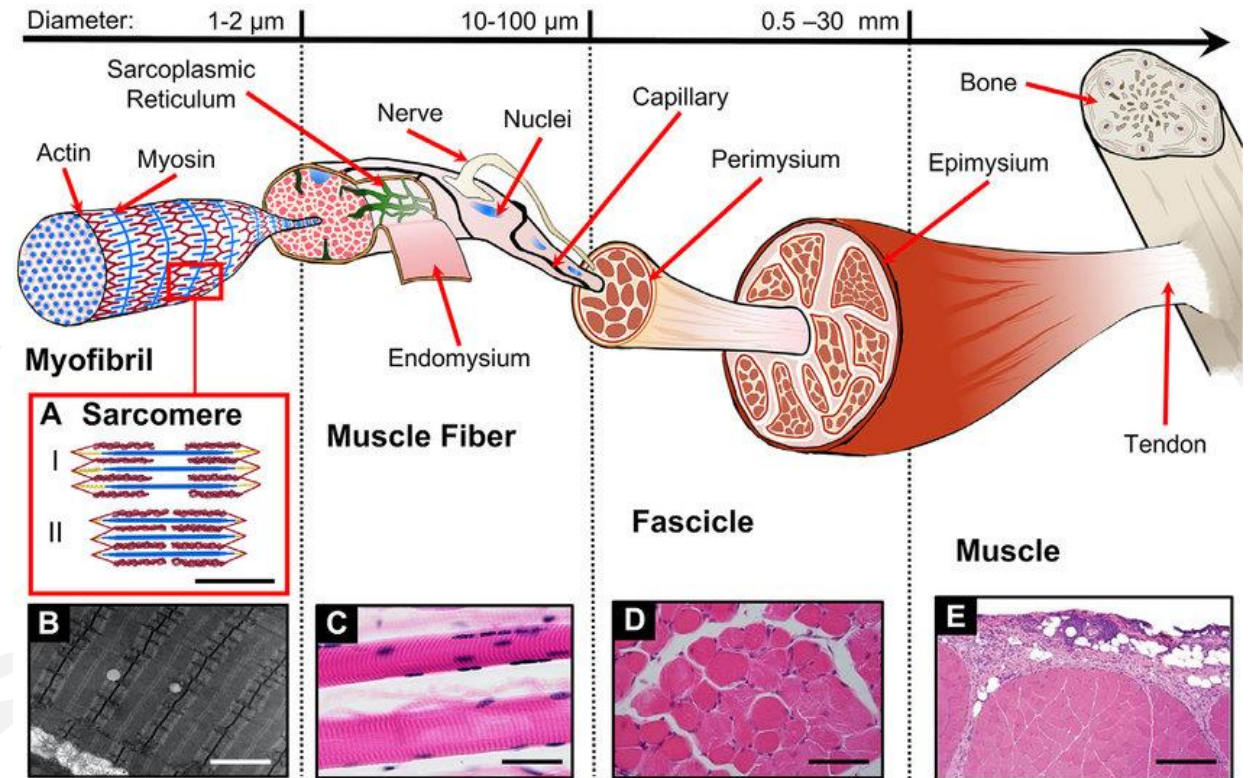 Diameter: 1-2 µm 10-100 µm 0.5 –30 mm
Sarcoplasmic
Reticulum
Nerve
Nuclei
Capillary
Bone
Actin
Myosin
Perimysium
Epimysium
Endomysium
Tendon
Myofibril
Muscle Fiber
Fascicle
Muscle
A Sarcomere
I
II
B
C
D
E